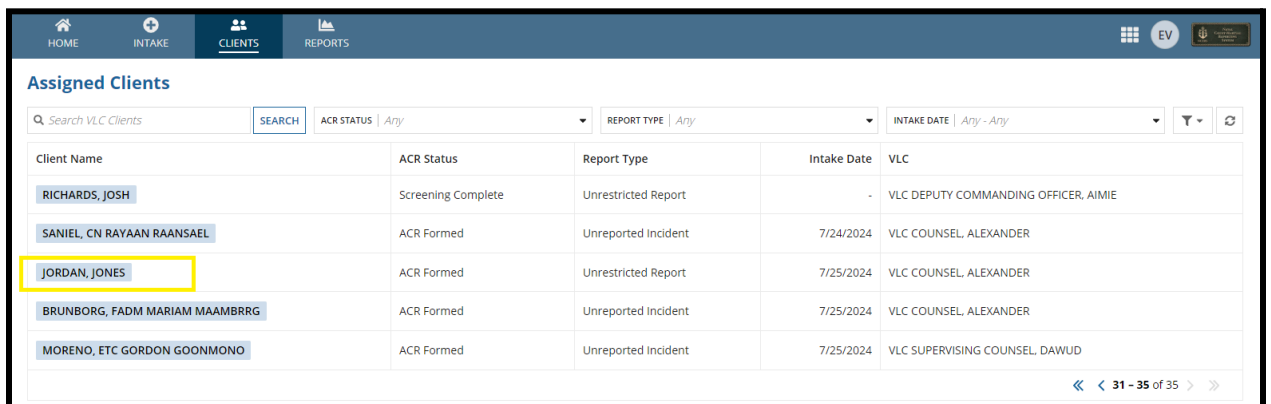 HOME INTAKE CLIENTS REPORTS EV
Assigned Clients
Search VLC Clients SEARCH ACR STATUS Any REPORT TYPE Any INTAKE DATE Any - Any
Client Name ACR Status Report Type Intake Date VLC
RICHARDS, JOSH Screening Complete Unrestricted Report - VLC DEPUTY COMMANDING OFFICER, AIMIE
SANIEL, CN RAYAAN RAANSAEL ACR Formed Unreported Incident 7/24/2024 VLC COUNSEL, ALEXANDER
JORDAN, JONES ACR Formed Unrestricted Report 7/25/2024 VLC COUNSEL, ALEXANDER
BRUNBORG, FADM MARIAM MAAMBRRG ACR Formed Unreported Incident 7/25/2024 VLC COUNSEL, ALEXANDER
MORENO, ETC GORDON GOONMONO ACR Formed Unreported Incident 7/25/2024 VLC SUPERVISING COUNSEL, DAWUD
31 – 35 of 35